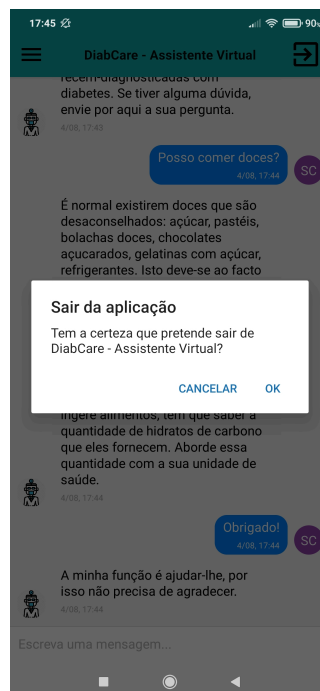 17:45
90%
DiabCare - Assistente Virtual
recém-diagnosticadas com
diabetes. Se tiver alguma dúvida,
envie por aqui a sua pergunta.
4/08, 17:43
Posso comer doces?
4/08, 17:44
SC
É normal existirem doces que são
desaconselhados: açúcar, pastéis,
bolachas doces, chocolates
açucarados, gelatinas com açúcar,
refrigerantes. Isto deve-se ao facto
Sair da aplicação
Tem a certeza que pretende sair de
DiabCare - Assistente Virtual?
CANCELAR OK
ingere alimentos, tem que saber a
quantidade de hidratos de carbono
que eles fornecem. Aborde essa
quantidade com a sua unidade de
saúde.
4/08, 17:44
Obrigado!
4/08, 17:44
SC
A minha função é ajudar-lhe, por
isso não precisa de agradecer.
4/08, 17:44
Escreva uma mensagem...